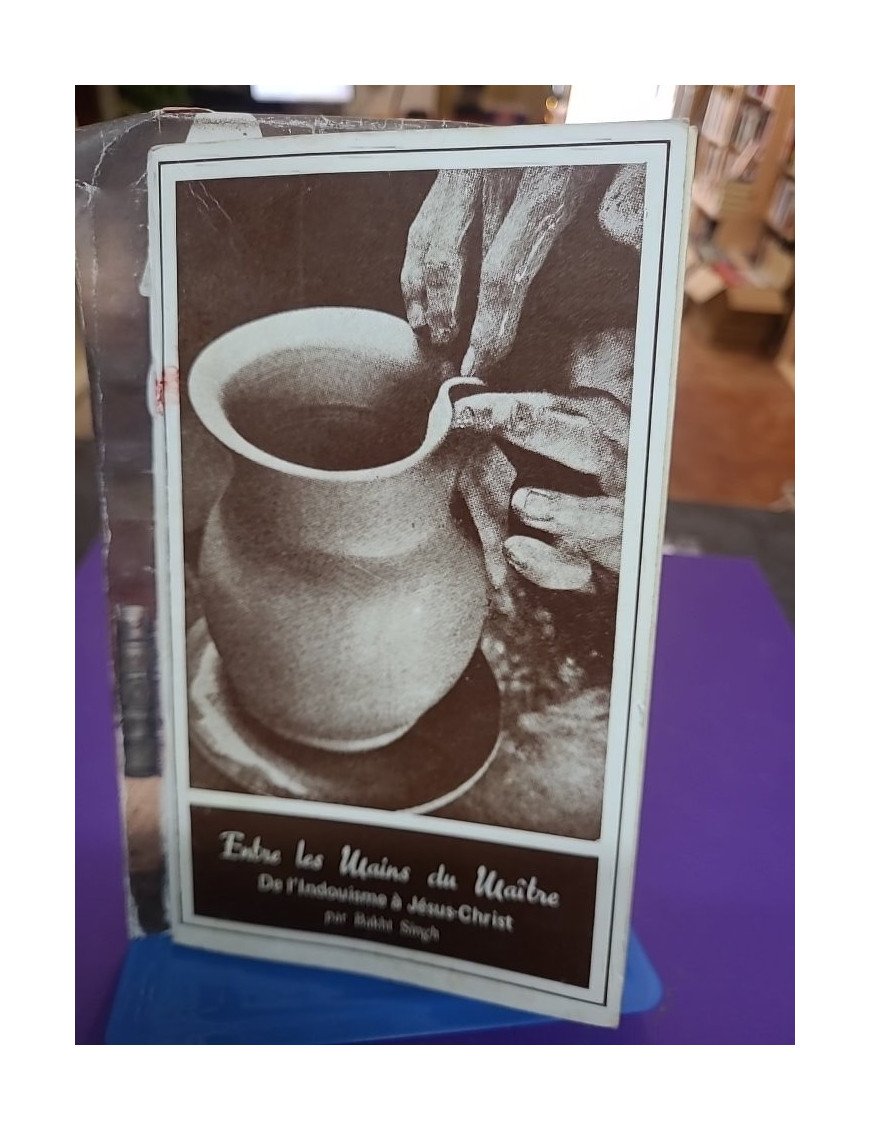 Entre les Mains du Maître
De l'Indouisme à Jésus-Christ
par Bakht Singh